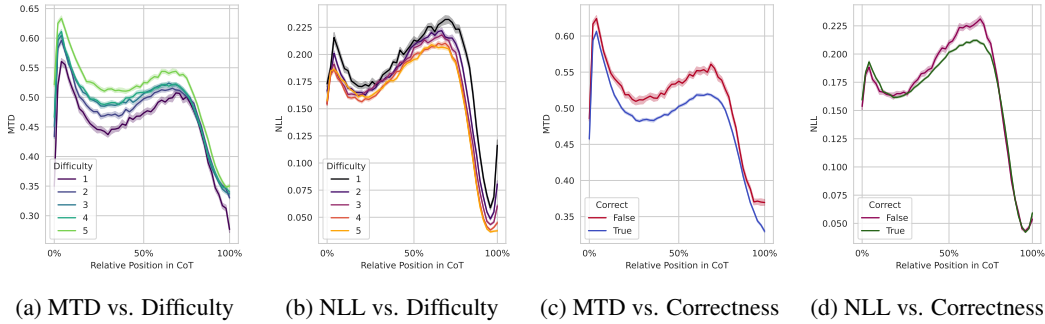 0.65
0.60
0.55
0.50
0.45
0.40
0.35
0.30
MTD
Difficulty
1
2
3
4
5
0%
50%
100%
Relative Position in CoT
0.225
0.200
0.175
0.150
0.125
0.100
0.075
0.050
NLL
Difficulty
1
2
3
4
5
0%
50%
100%
Relative Position in CoT
0.60
0.55
0.50
0.45
0.40
0.35
MTD
Correct
False
True
0%
50%
100%
Relative Position in CoT
0.225
0.200
0.175
0.150
0.125
0.100
0.075
0.050
NLL
Correct
False
True
0%
50%
100%
Relative Position in CoT
(a) MTD vs. Difficulty
(b) NLL vs. Difficulty
(c) MTD vs. Correctness
(d) NLL vs. Correctness